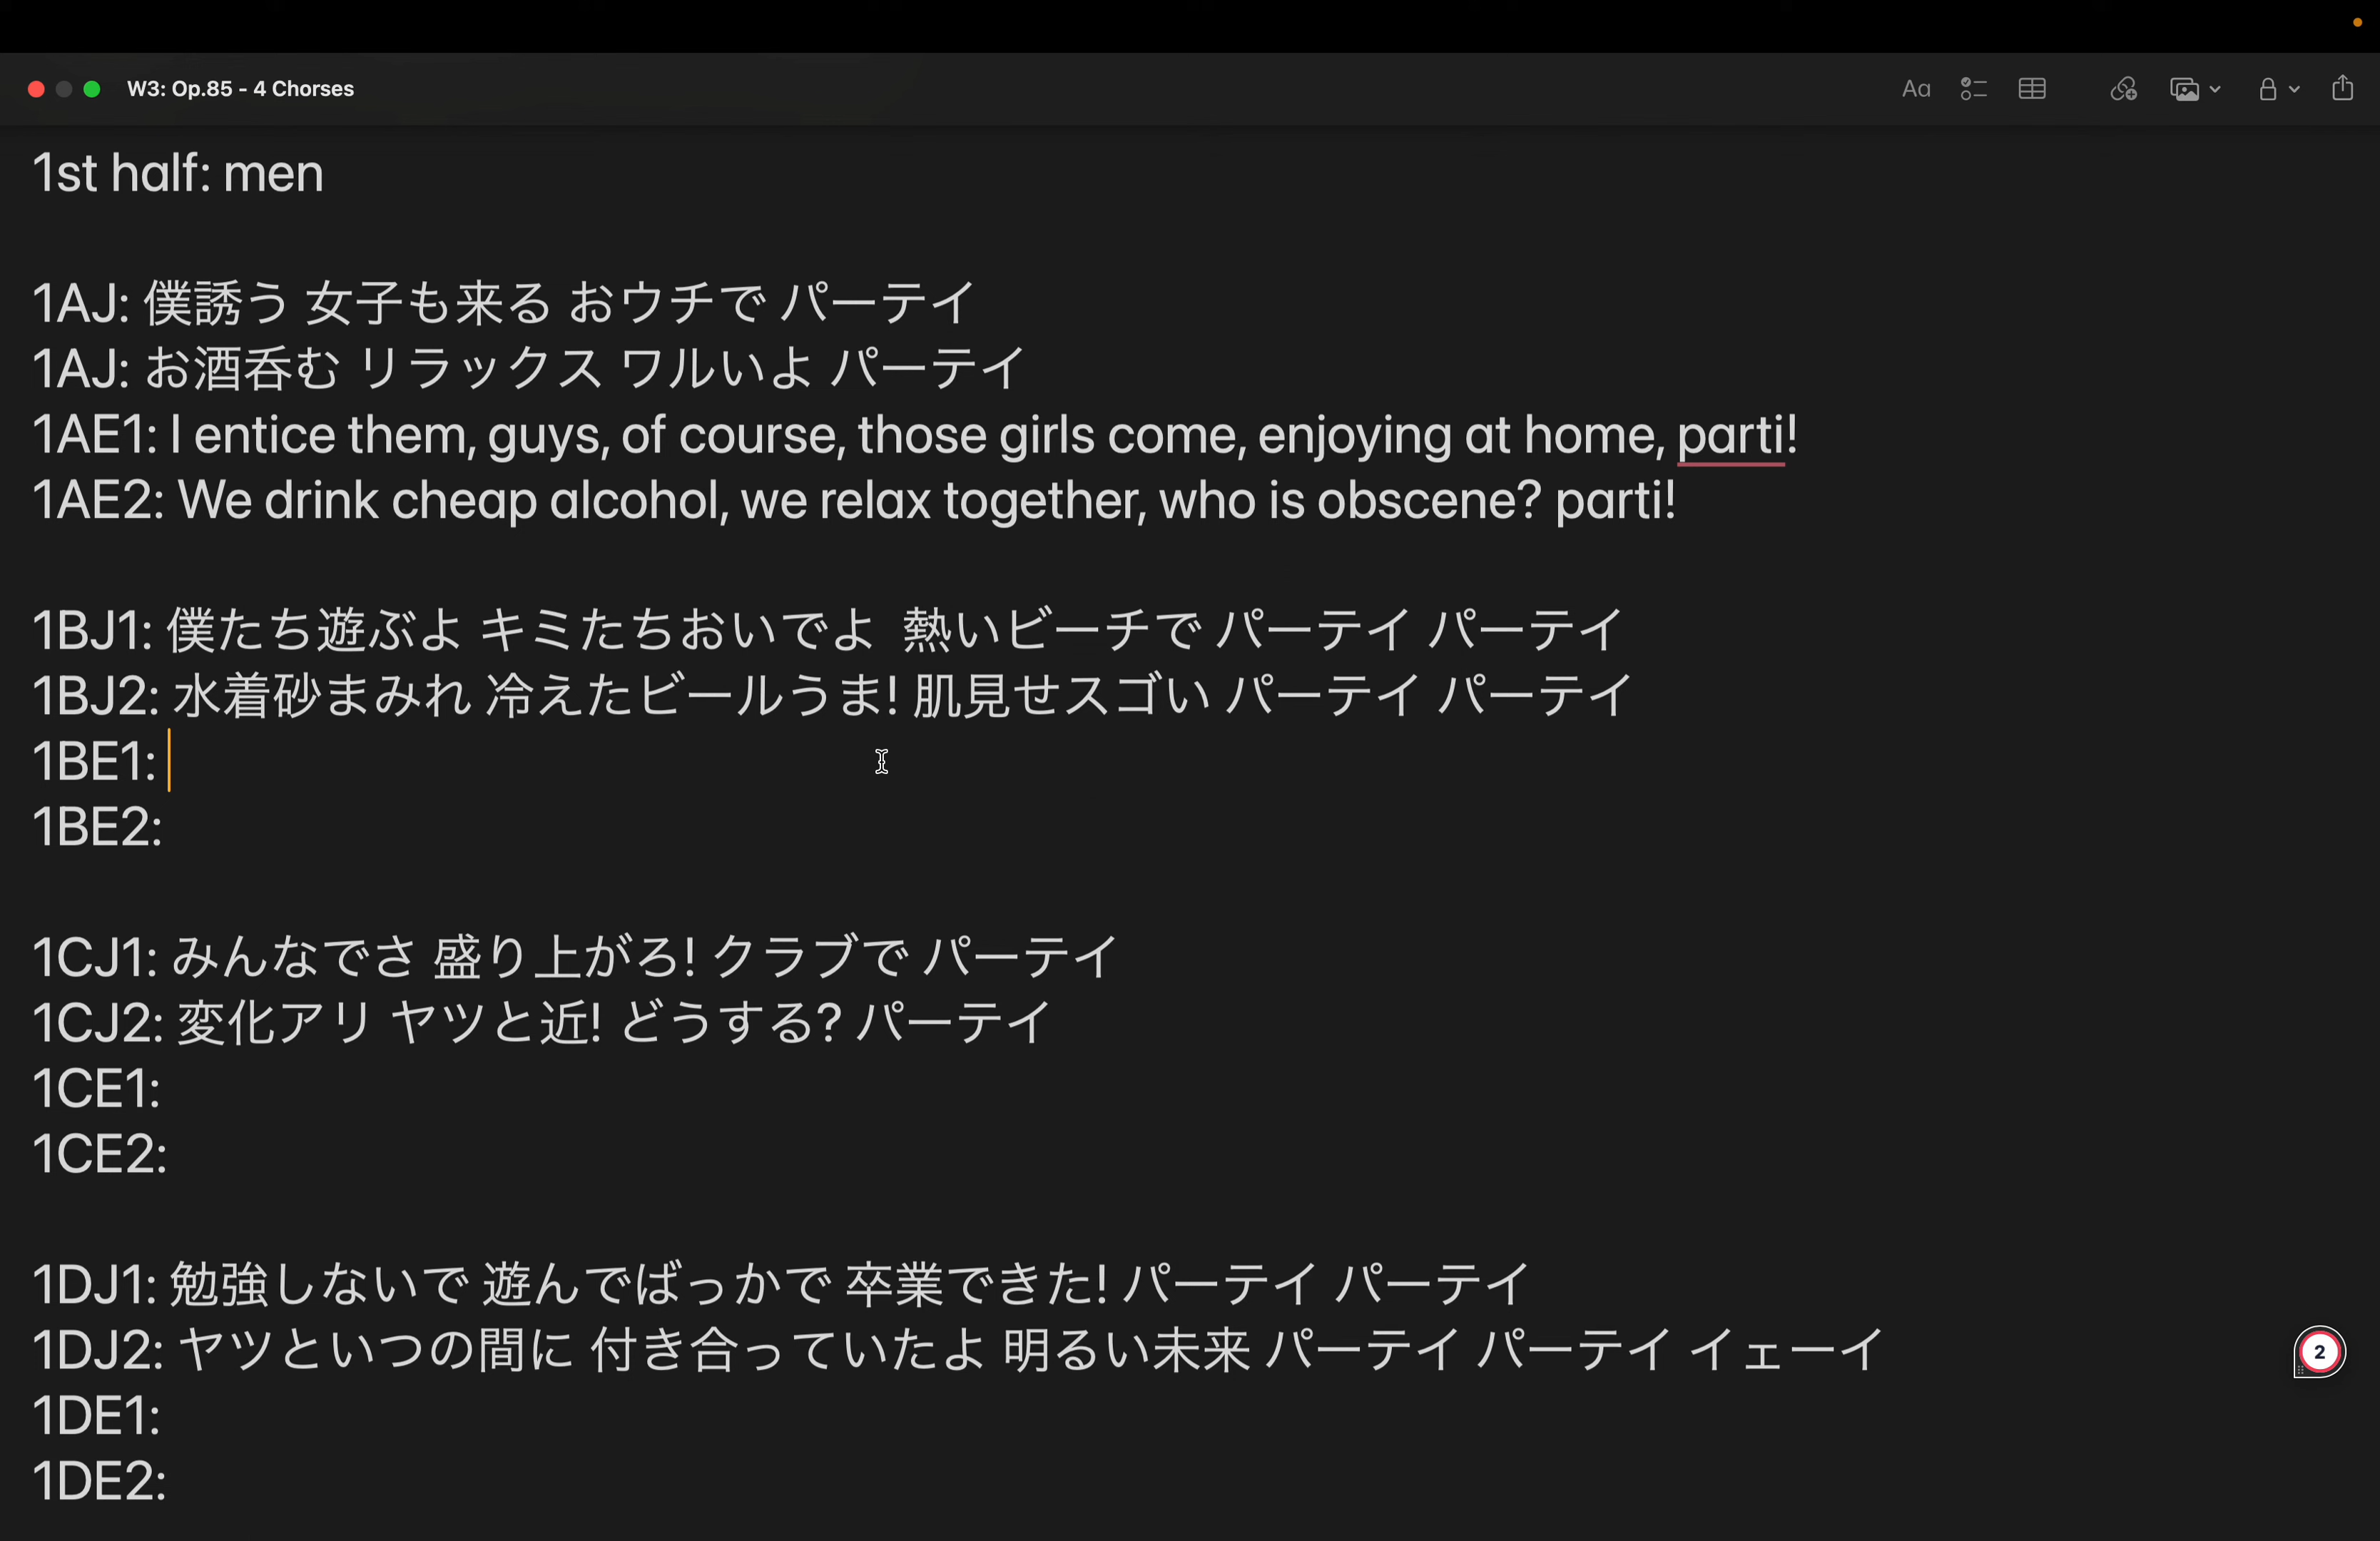 W3: Op.85 - 4 Chorses
Aa
1st half: men
1AJ: 僕誘う 女子も来る おウチで パーテイ
1AJ: お酒呑む リラックス ワルいよ パーテイ
1AE1: I entice them, guys, of course, those girls come, enjoying at home, parti!
1AE2: We drink cheap alcohol, we relax together, who is obscene? parti!
1BJ1: 僕たち遊ぶよ キミたちおいでよ 熱いビーチで パーテイ パーテイ
1BJ2: 水着砂まみれ 冷えたビールうま! 肌見せスゴい パーテイ パーテイ
1BE1:
1BE2:
1CJ1: みんなでさ 盛り上がろ! クラブで パーテイ
1CJ2: 変化アリ ヤツと近! どうする? パーテイ
1CE1:
1CE2:
1DJ1: 勉強しないで 遊んでばっかで 卒業できた! パーテイ パーテイ
1DJ2: ヤツといつの間に 付き合っていたよ 明るい未来 パーテイ パーテイ イェーイ
2
1DE1:
1DE2: